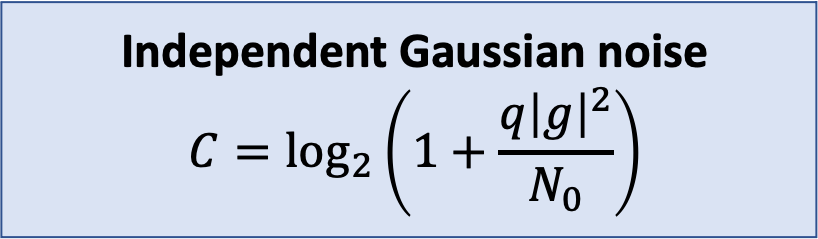 Independent Gaussian noise
𝐶 = log₂ (1 + 𝑞|𝑔|² / 𝑁₀)